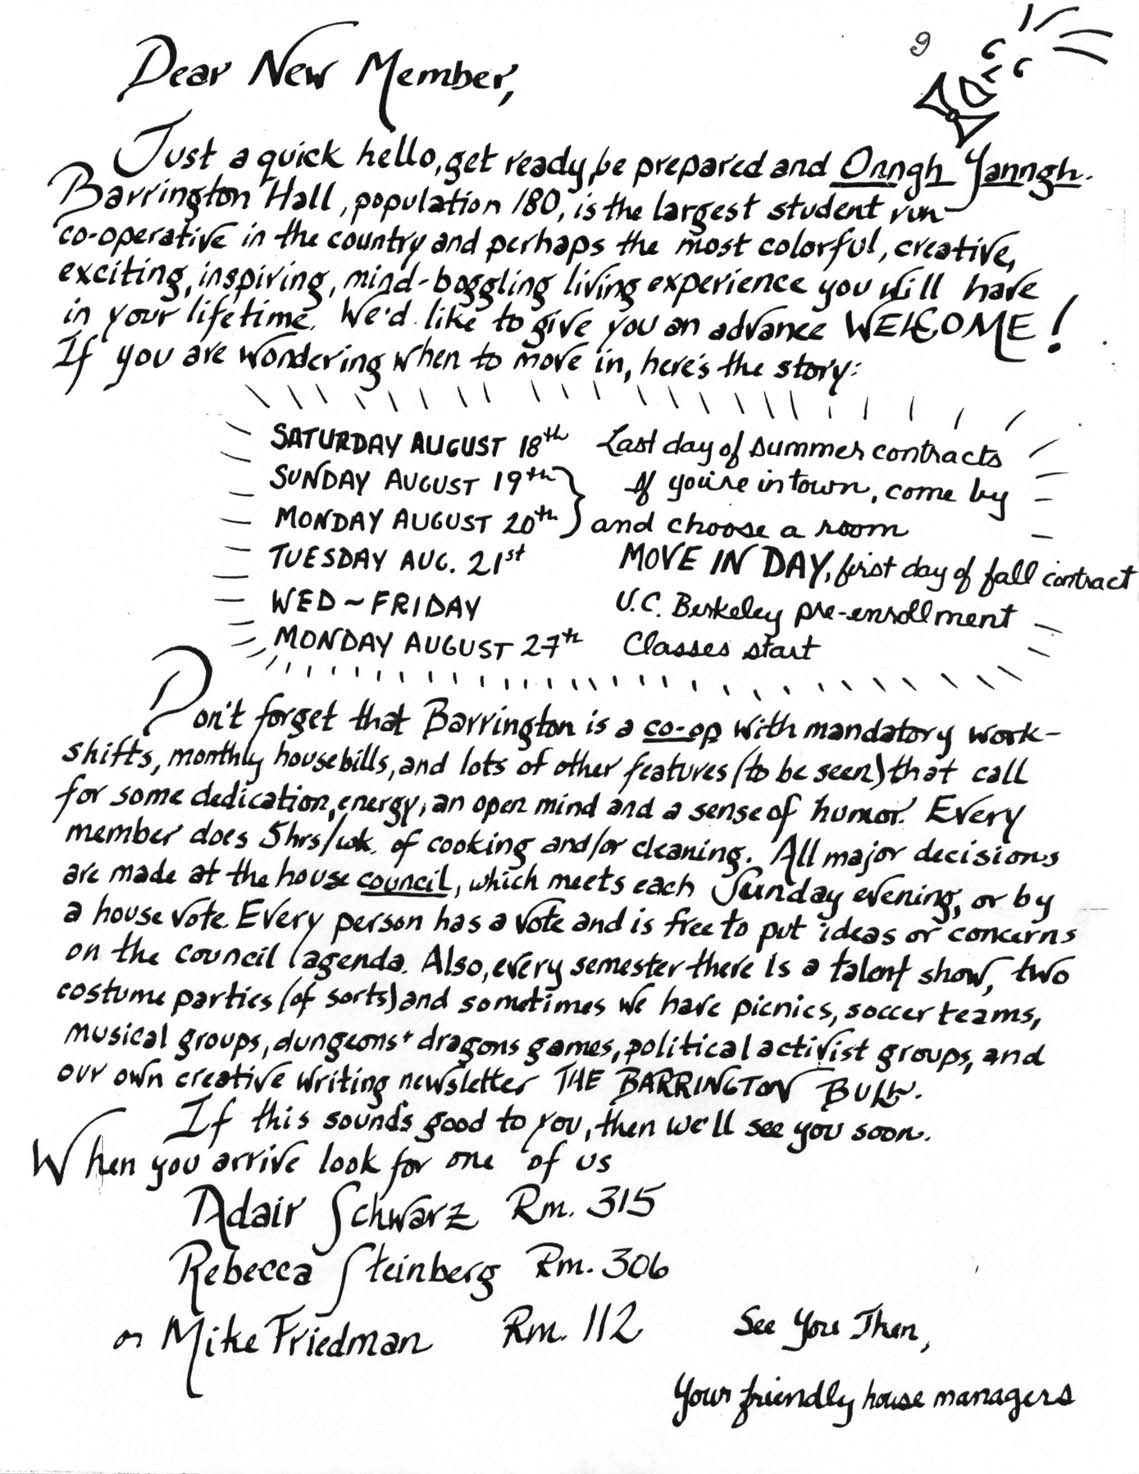 9
Dear New Member,
Just a quick hello, get ready, be prepared and Onngh Yanngh.
Barrington Hall, population 180, is the largest student run
co-operative in the country and perhaps the most colorful, creative,
exciting, inspiring, mind-boggling living experience you will have
in your lifetime. We'd like to give you an advance WELCOME!
If you are wondering when to move in, here's the story:
SATURDAY AUGUST 18th Last day of summer contracts
SUNDAY AUGUST 19th } If you're in town, come by
MONDAY AUGUST 20th } and choose a room
TUESDAY AUG. 21st MOVE IN DAY, first day of fall contract
WED~FRIDAY U.C. Berkeley pre-enrollment
MONDAY AUGUST 27th Classes start
Don't forget that Barrington is a co-op with mandatory work-
shifts, monthly housebills, and lots of other features (to be seen) that call
for some dedication, energy, an open mind and a sense of humor. Every
member does 5hrs/wk. of cooking and/or cleaning. All major decisions
are made at the house council, which meets each Sunday evening, or by
a house vote. Every person has a vote and is free to put ideas or concerns
on the council agenda. Also, every semester there is a talent show, two
costume parties (of sorts) and sometimes we have picnics, soccer teams,
musical groups, dungeons + dragons games, political activist groups, and
our own creative writing newsletter THE BARRINGTON BULL.
If this sounds good to you, then we'll see you soon.
When you arrive look for one of us
Adair Schwarz Rm. 315
Rebecca Steinberg Rm. 306
or Mike Friedman Rm. 112
See You Then,
Your friendly house managers